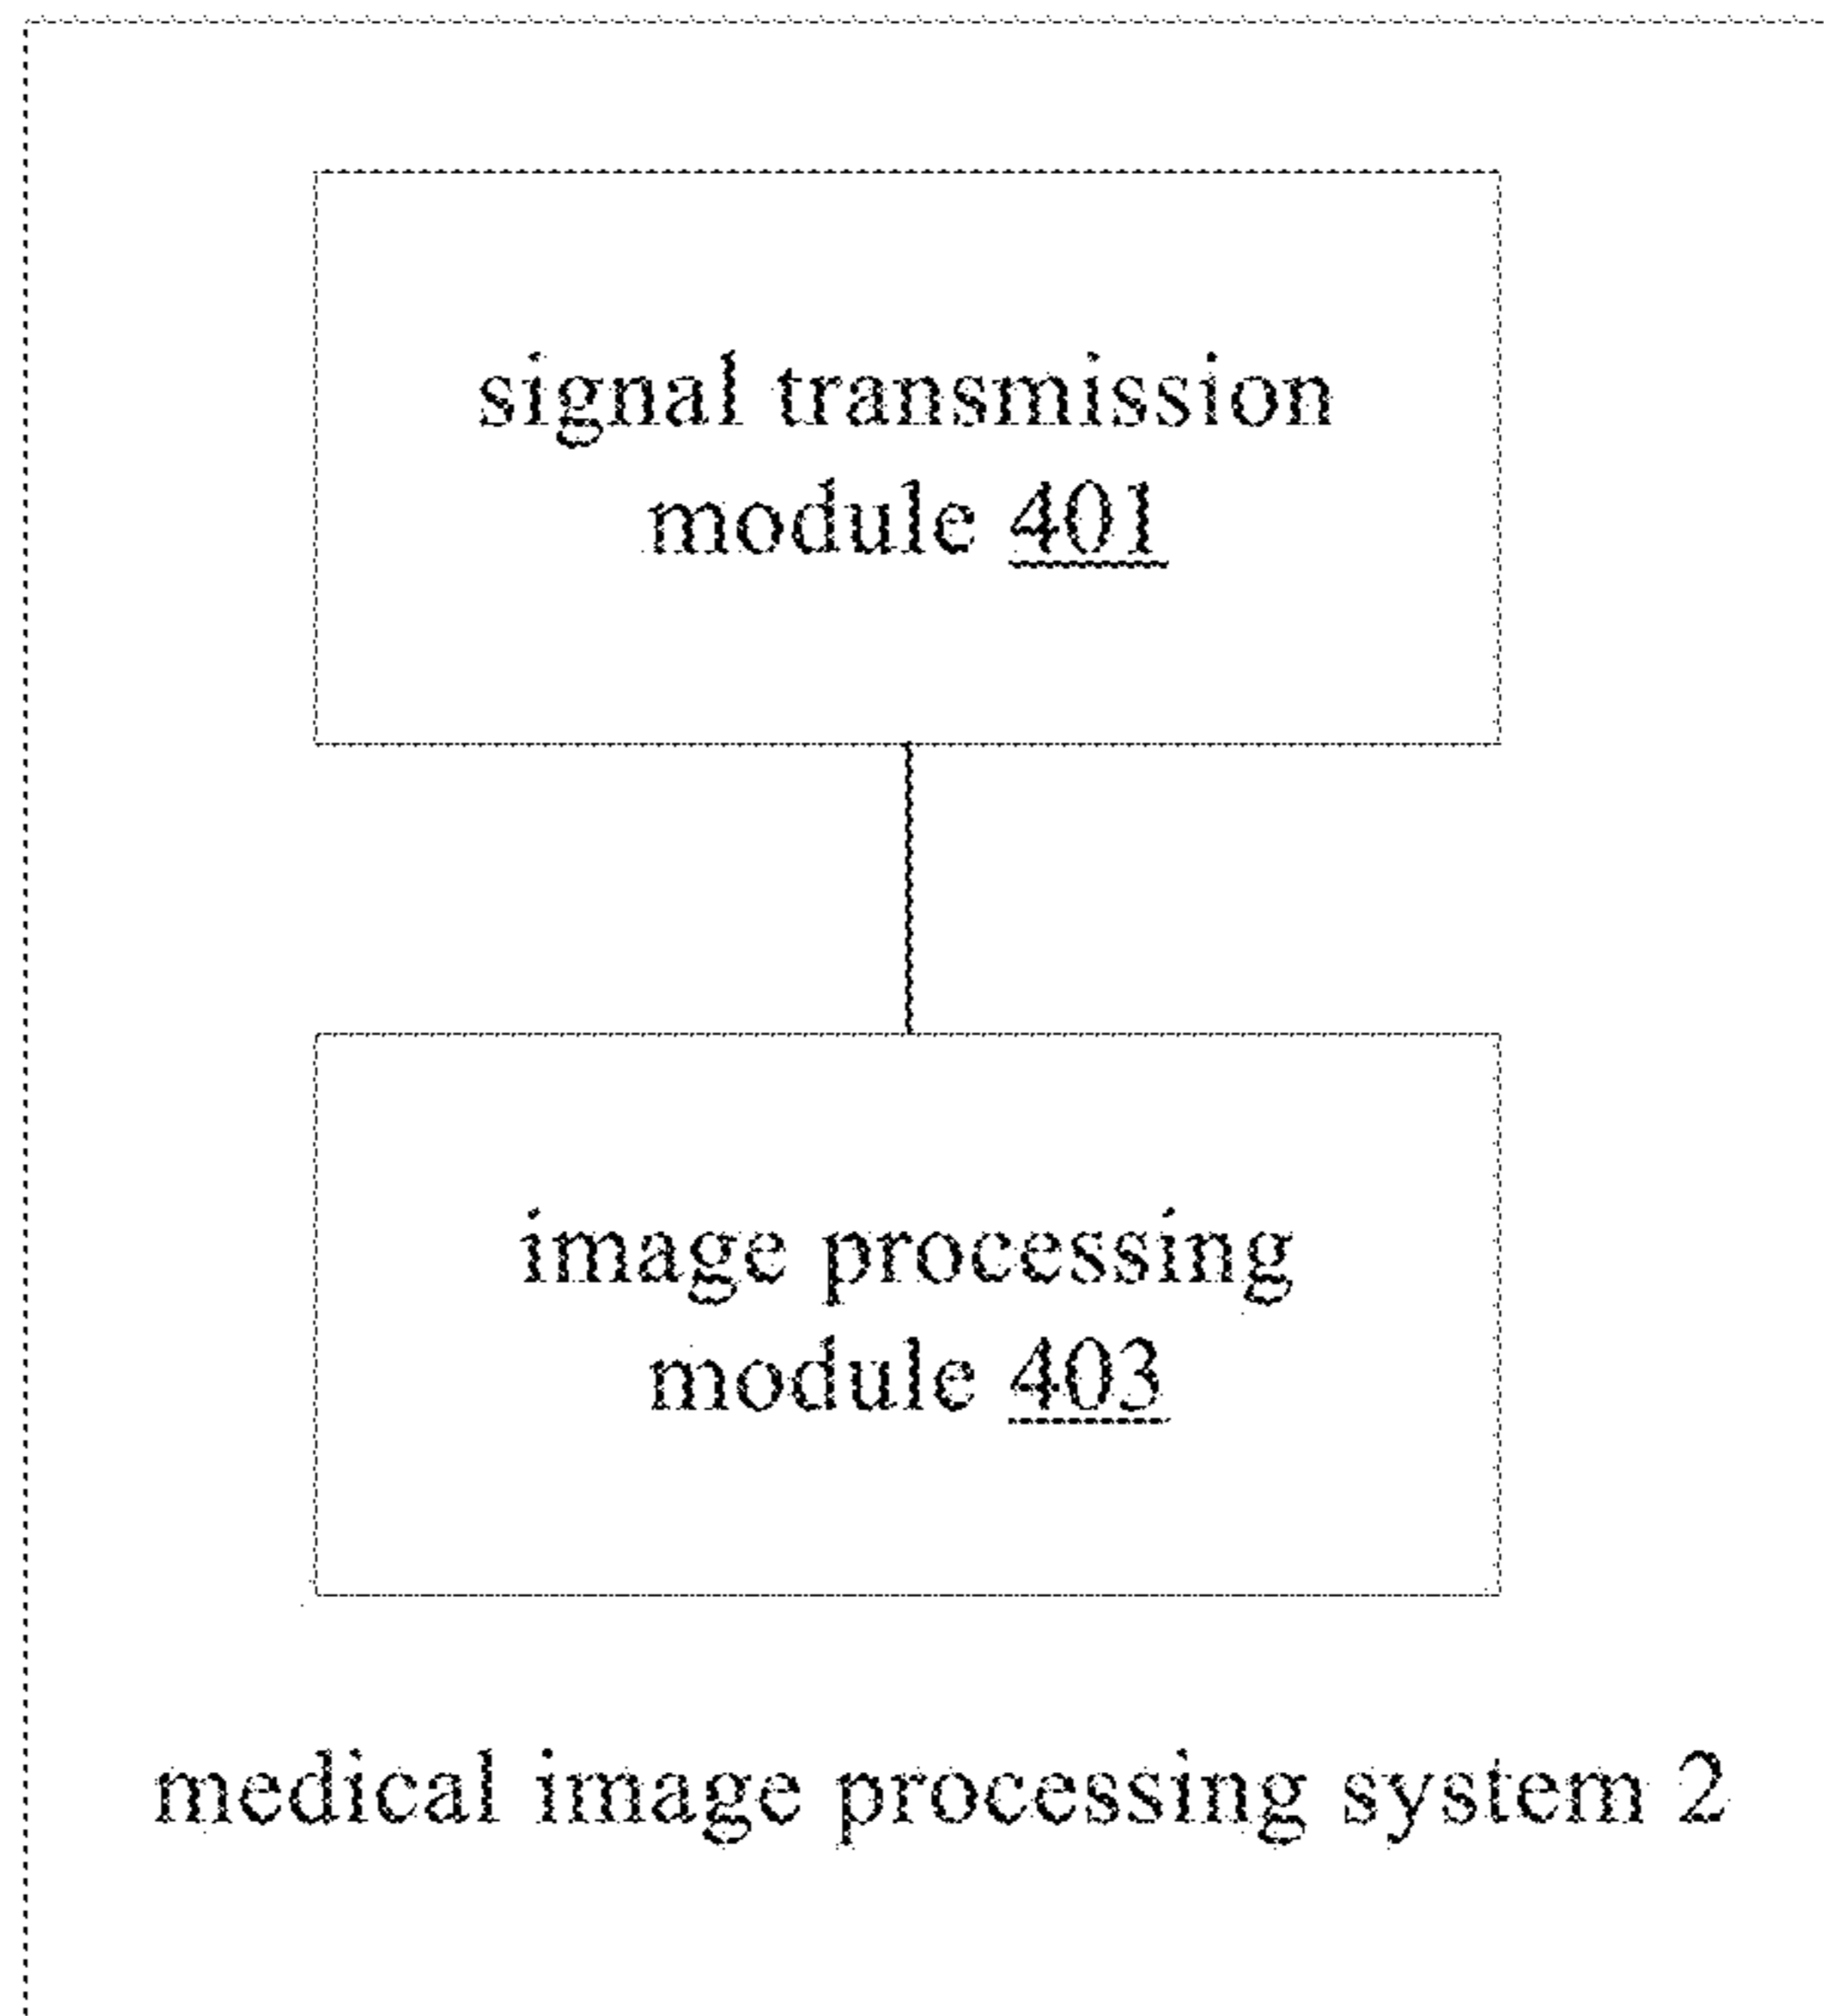 signal transmission
module 401
image processing
module 403
medical image processing system 2